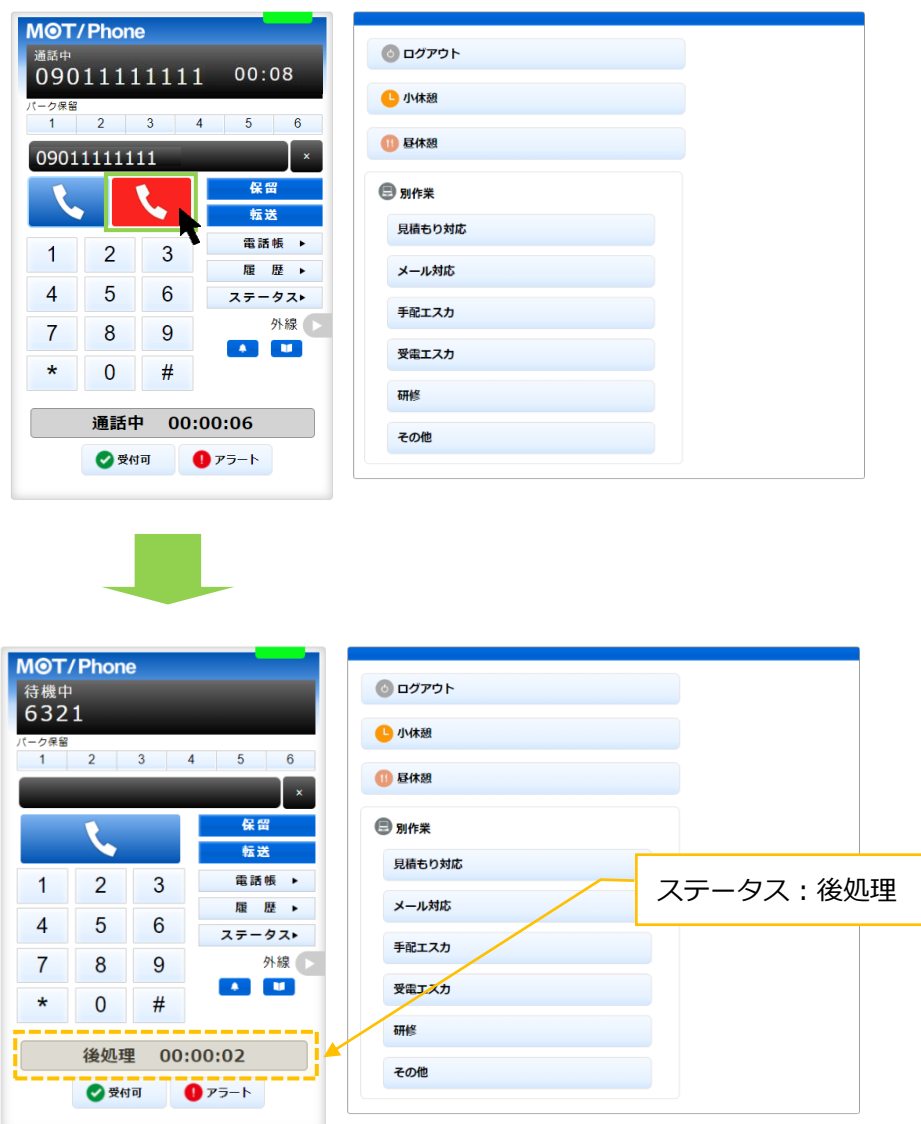 MOT/Phone
通話中
09011111111 00:08
パーク保留
1 2 3 4 5 6
09011111111 ×
保留
転送
電話帳
履 歴
ステータス
外線
1 2 3
4 5 6
7 8 9
* 0 #
通話中 00:00:06
受付可 アラート
ログアウト
小休憩
昼休憩
別作業
見積もり対応
メール対応
手配エスカ
受電エスカ
研修
その他
MOT/Phone
待機中
6321
パーク保留
1 2 3 4 5 6
×
保留
転送
電話帳
履 歴
ステータス
外線
1 2 3
4 5 6
7 8 9
* 0 #
後処理 00:00:02
受付可 アラート
ログアウト
小休憩
昼休憩
別作業
見積もり対応
メール対応
手配エスカ
受電エスカ
研修
その他
ステータス：後処理